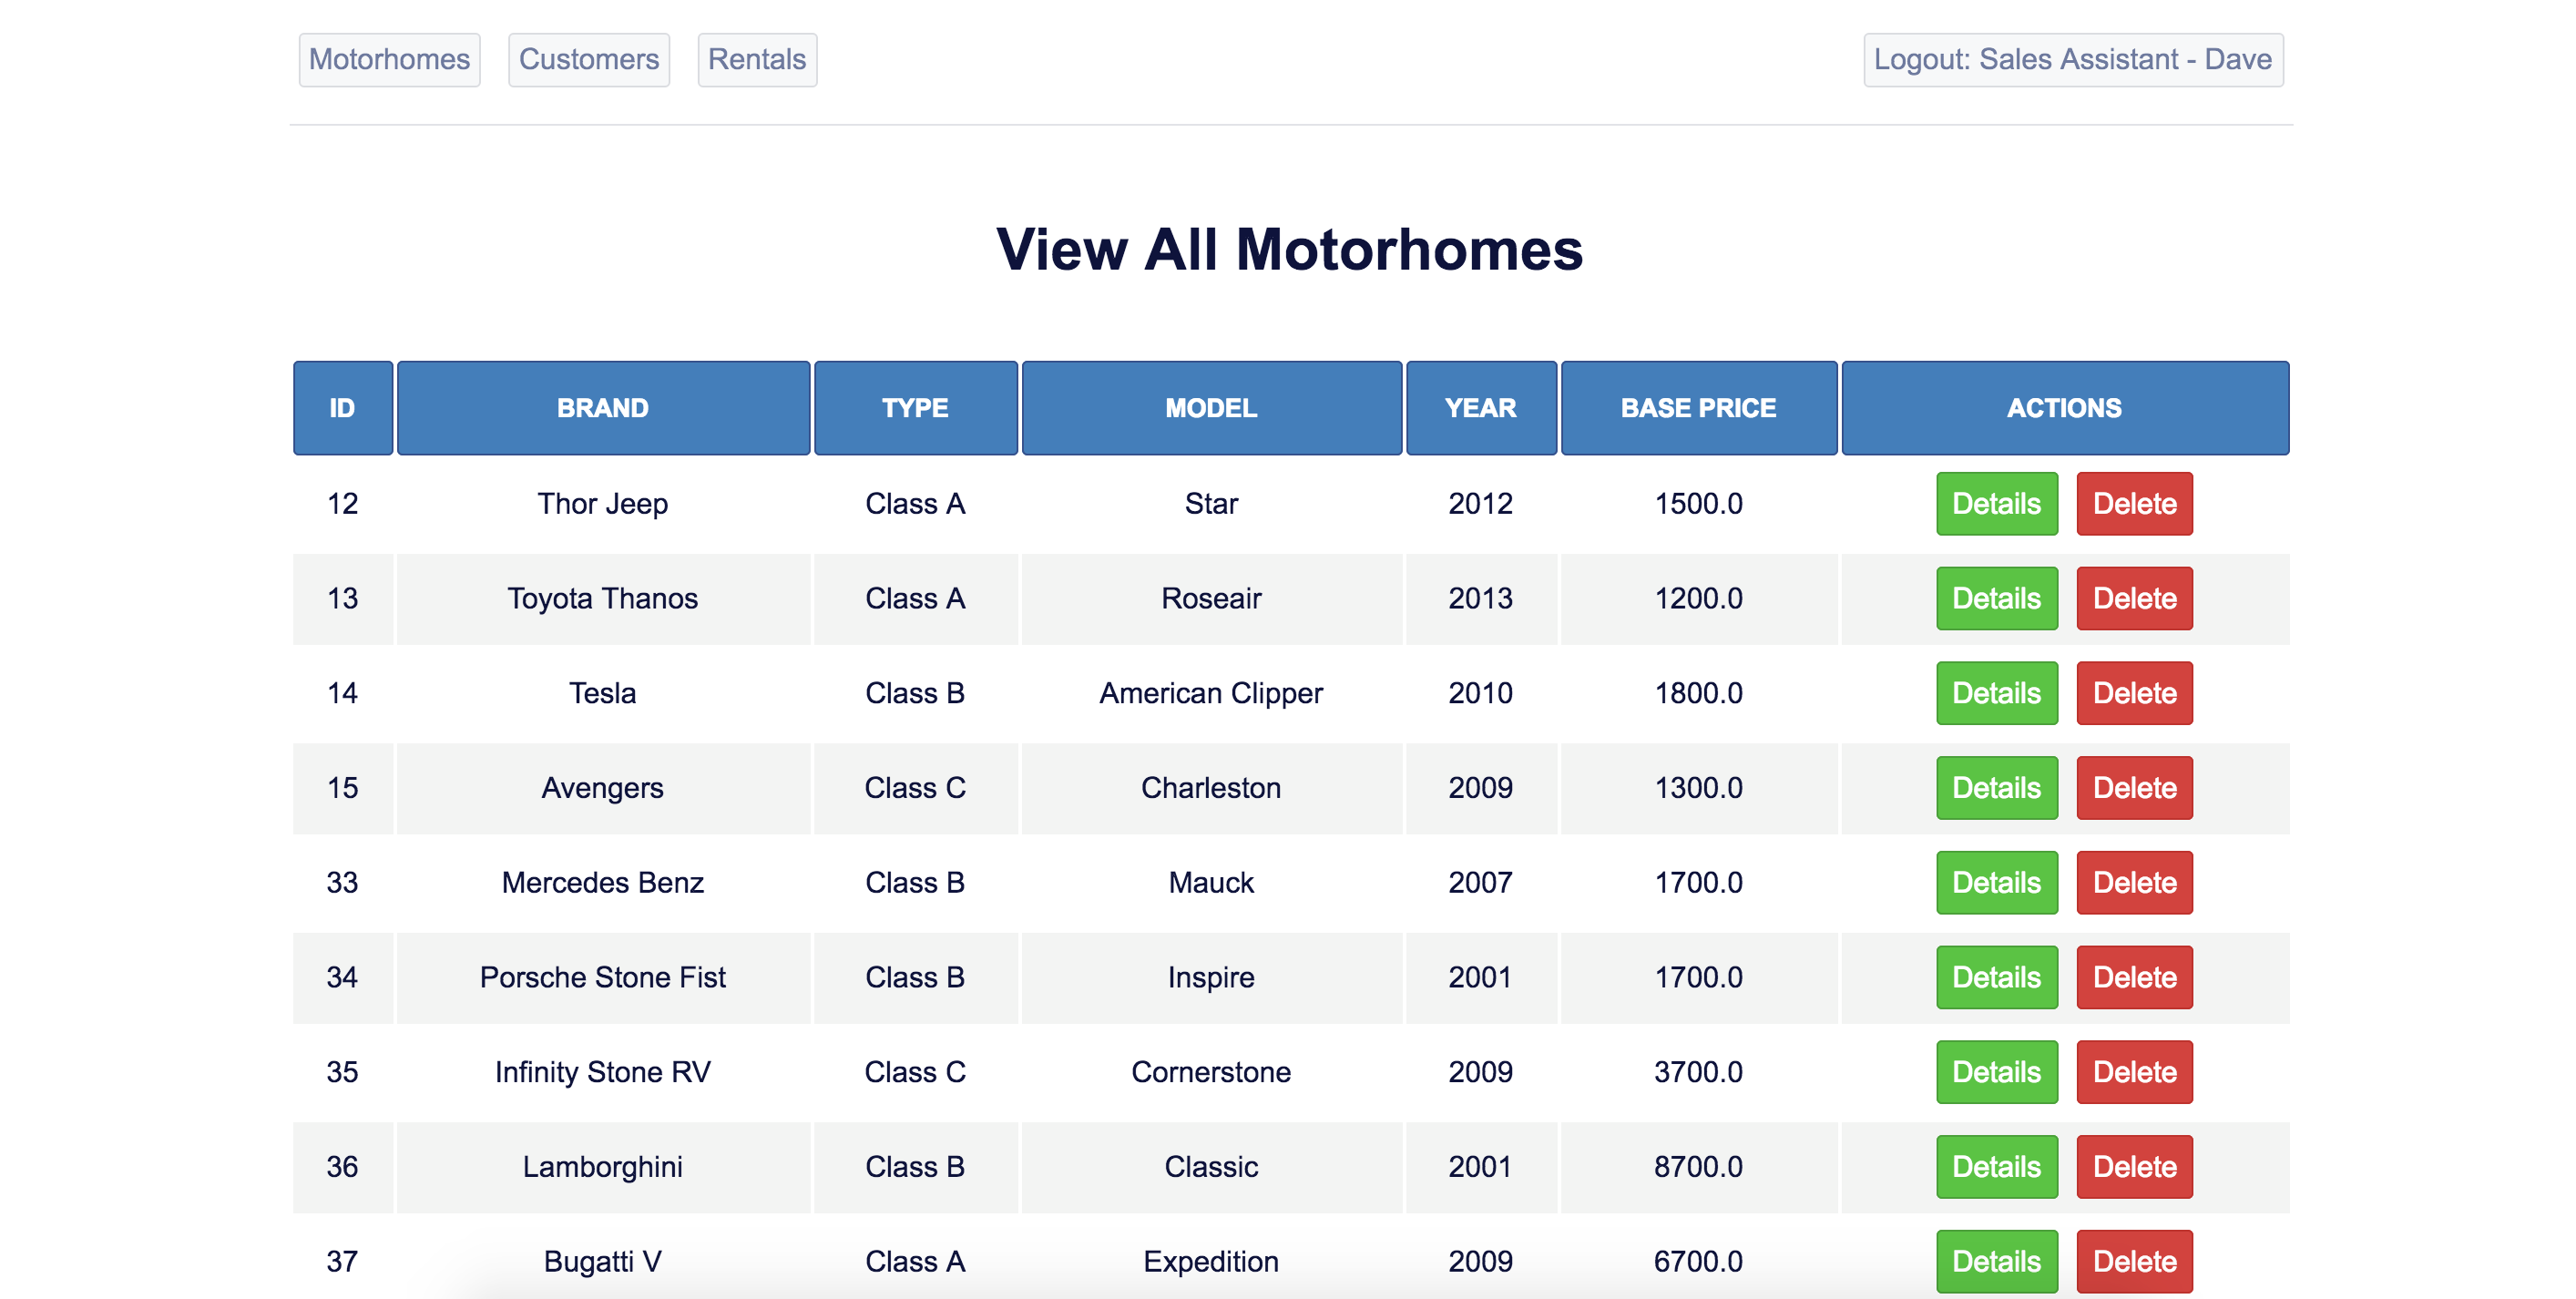 Motorhomes Customers Rentals Logout: Sales Assistant - Dave
View All Motorhomes
ID BRAND TYPE MODEL YEAR BASE PRICE ACTIONS
12 Thor Jeep Class A Star 2012 1500.0 Details Delete
13 Toyota Thanos Class A Roseair 2013 1200.0 Details Delete
14 Tesla Class B American Clipper 2010 1800.0 Details Delete
15 Avengers Class C Charleston 2009 1300.0 Details Delete
33 Mercedes Benz Class B Mauck 2007 1700.0 Details Delete
34 Porsche Stone Fist Class B Inspire 2001 1700.0 Details Delete
35 Infinity Stone RV Class C Cornerstone 2009 3700.0 Details Delete
36 Lamborghini Class B Classic 2001 8700.0 Details Delete
37 Bugatti V Class A Expedition 2009 6700.0 Details Delete